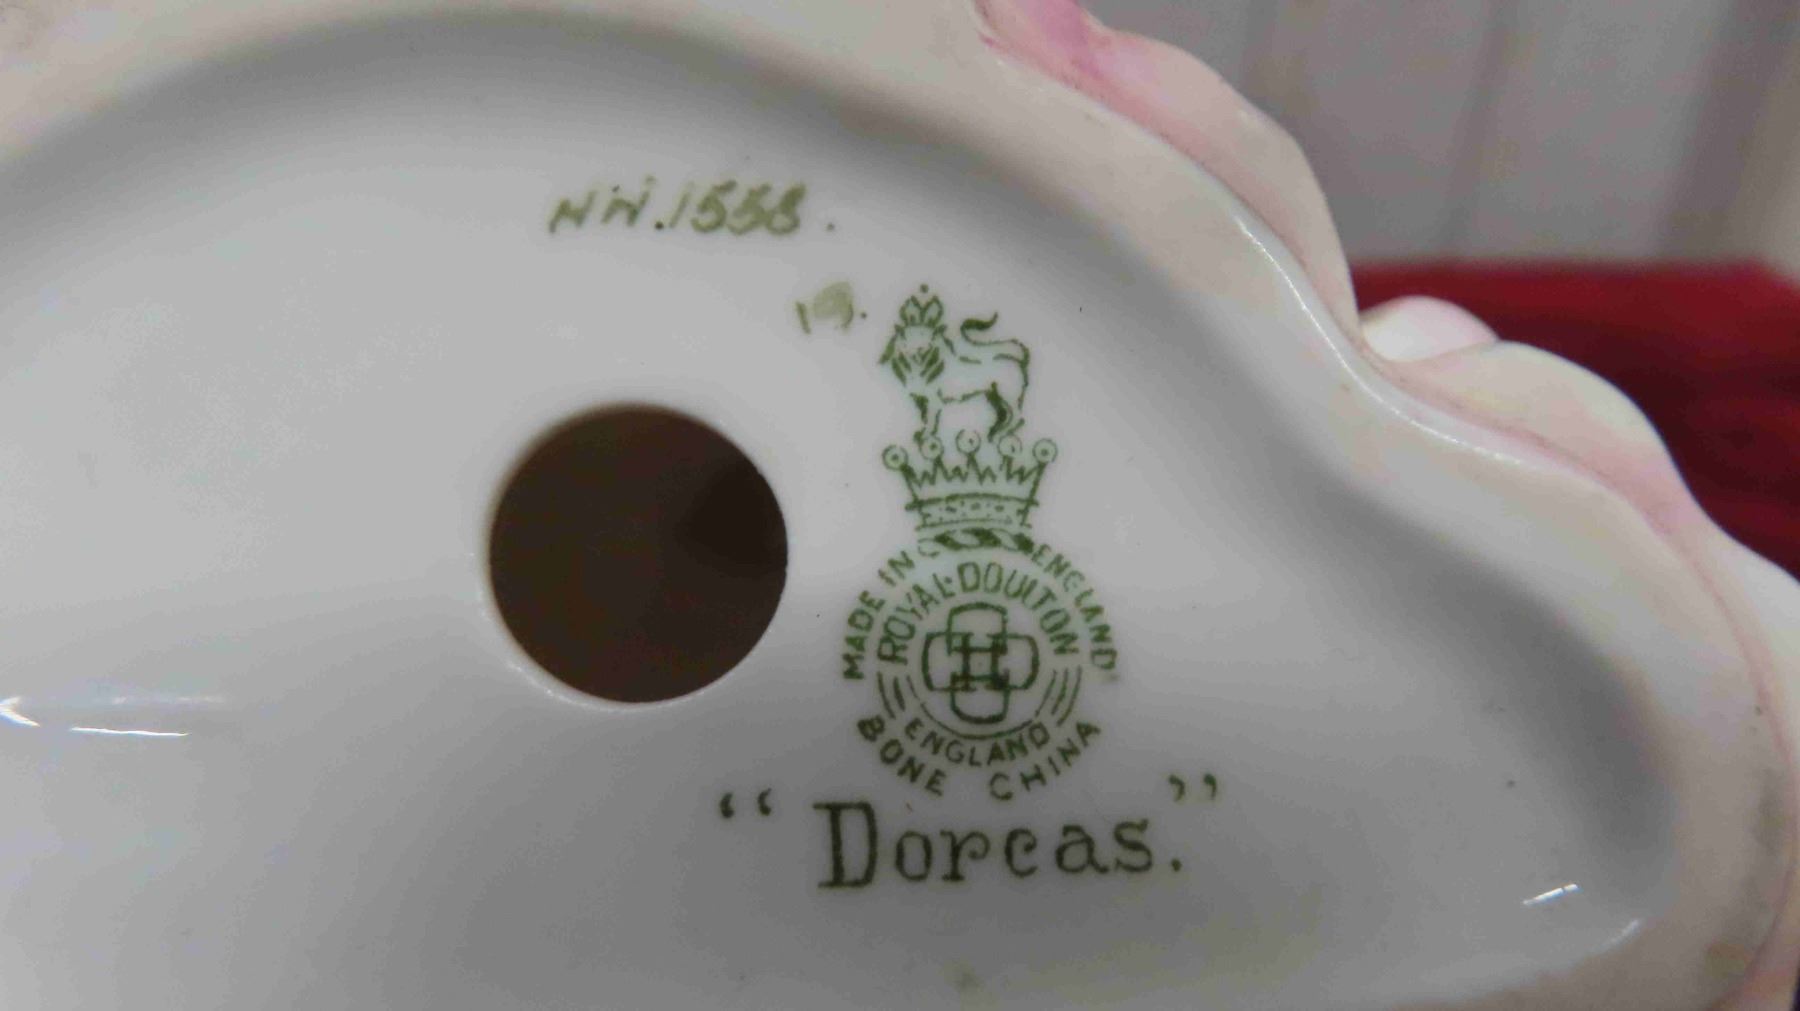 HN.1558.
19.
MADE IN ENGLAND
ROYAL·DOULTON
ENGLAND
BONE CHINA
“Dorcas.”